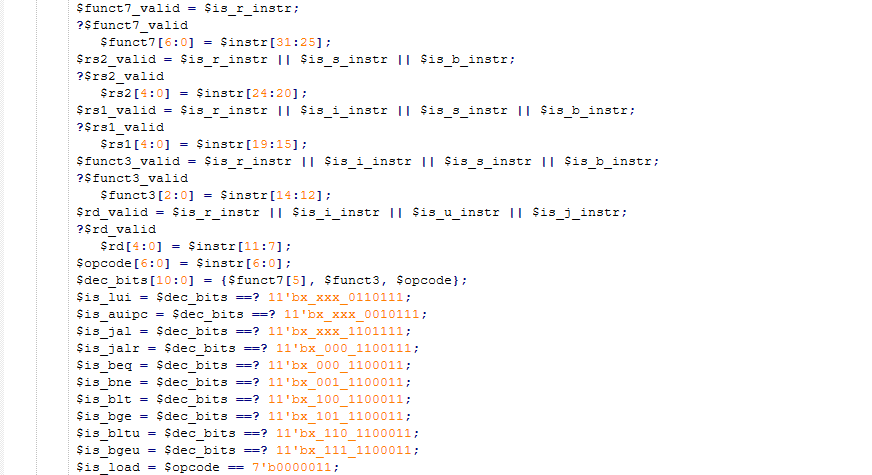 $funct7_valid = $is_r_instr;
?$funct7_valid
$funct7[6:0] = $instr[31:25];
$rs2_valid = $is_r_instr || $is_s_instr || $is_b_instr;
?$rs2_valid
$rs2[4:0] = $instr[24:20];
$rs1_valid = $is_r_instr || $is_i_instr || $is_s_instr || $is_b_instr;
?$rs1_valid
$rs1[4:0] = $instr[19:15];
$funct3_valid = $is_r_instr || $is_i_instr || $is_s_instr || $is_b_instr;
?$funct3_valid
$funct3[2:0] = $instr[14:12];
$rd_valid = $is_r_instr || $is_i_instr || $is_u_instr || $is_j_instr;
?$rd_valid
$rd[4:0] = $instr[11:7];
$opcode[6:0] = $instr[6:0];
$dec_bits[10:0] = {$funct7[5], $funct3, $opcode};
$is_lui = $dec_bits ==? 11'bx_xxx_0110111;
$is_auipc = $dec_bits ==? 11'bx_xxx_0010111;
$is_jal = $dec_bits ==? 11'bx_xxx_1101111;
$is_jalr = $dec_bits ==? 11'bx_000_1100111;
$is_beq = $dec_bits ==? 11'bx_000_1100011;
$is_bne = $dec_bits ==? 11'bx_001_1100011;
$is_blt = $dec_bits ==? 11'bx_100_1100011;
$is_bge = $dec_bits ==? 11'bx_101_1100011;
$is_bltu = $dec_bits ==? 11'bx_110_1100011;
$is_bgeu = $dec_bits ==? 11'bx_111_1100011;
$is_load = $opcode == 7'b0000011;